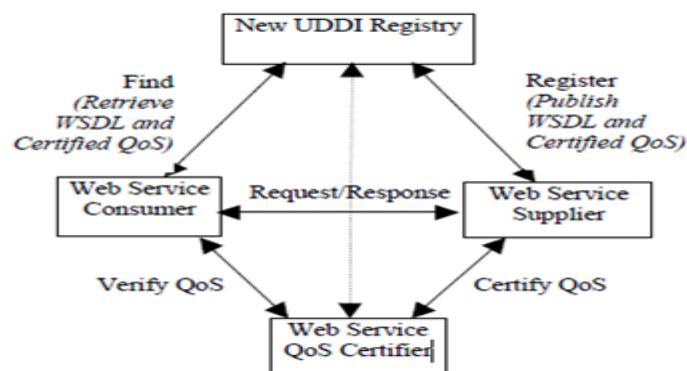 New UDDI Registry
Find
(Retrieve
WSDL and
Certified QoS)
Register
(Publish
WSDL and
Certified QoS)
Web Service
Consumer
Request/Response
Web Service
Supplier
Verify QoS
Certify QoS
Web Service
QoS Certifier